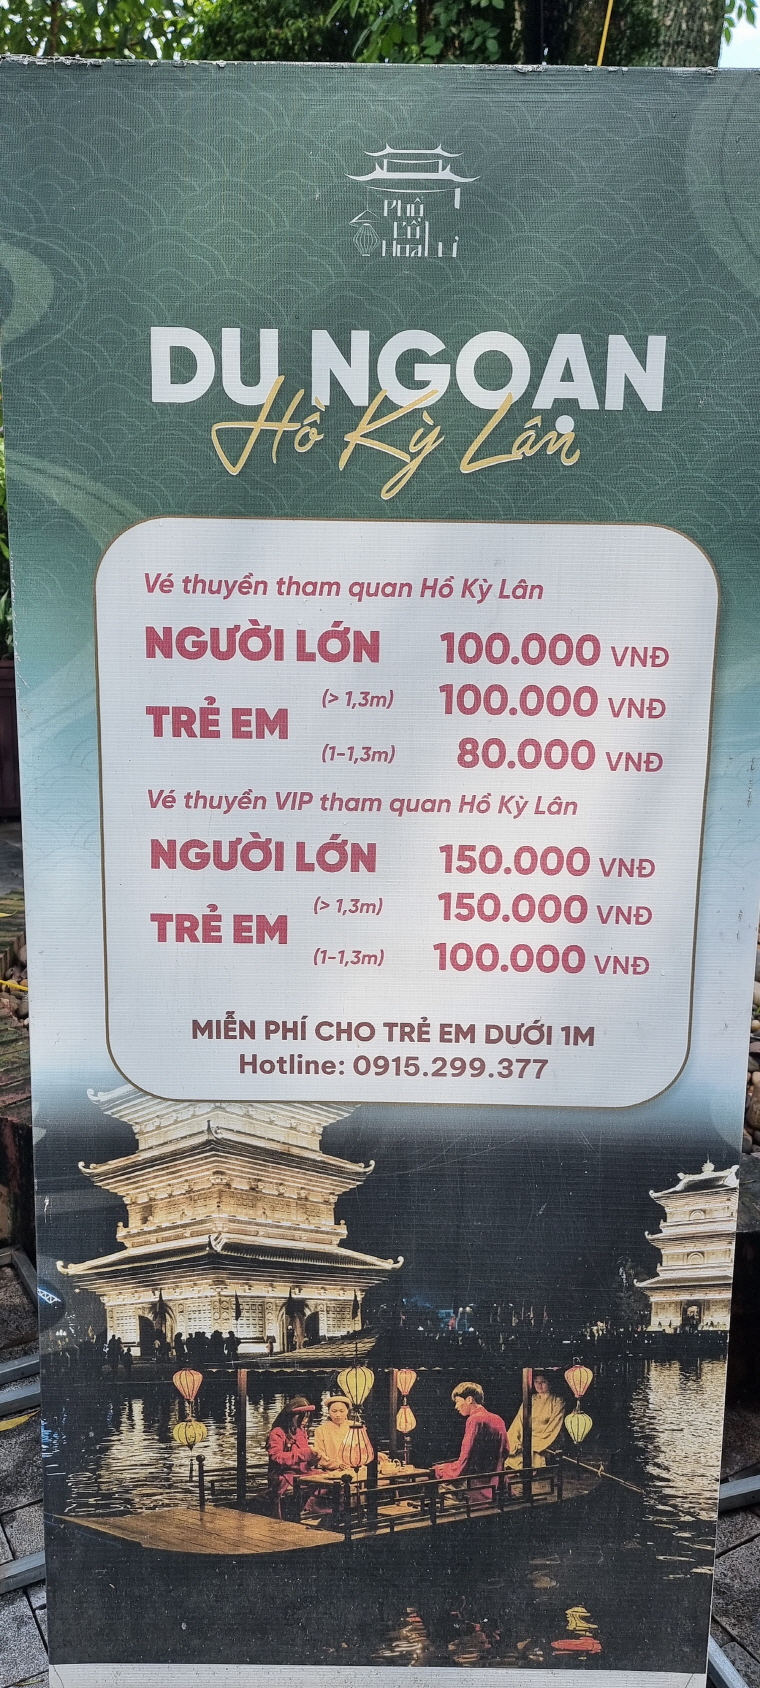 Phố
Cổ
Hoa Lư
DU NGOẠN
Hồ Kỳ Lân
Vé thuyền tham quan Hồ Kỳ Lân
NGƯỜI LỚN 100.000 VNĐ
TRẺ EM (> 1,3m) 100.000 VNĐ
(1-1,3m) 80.000 VNĐ
Vé thuyền VIP tham quan Hồ Kỳ Lân
NGƯỜI LỚN 150.000 VNĐ
TRẺ EM (> 1,3m) 150.000 VNĐ
(1-1,3m) 100.000 VNĐ
MIỄN PHÍ CHO TRẺ EM DƯỚI 1M
Hotline: 0915.299.377